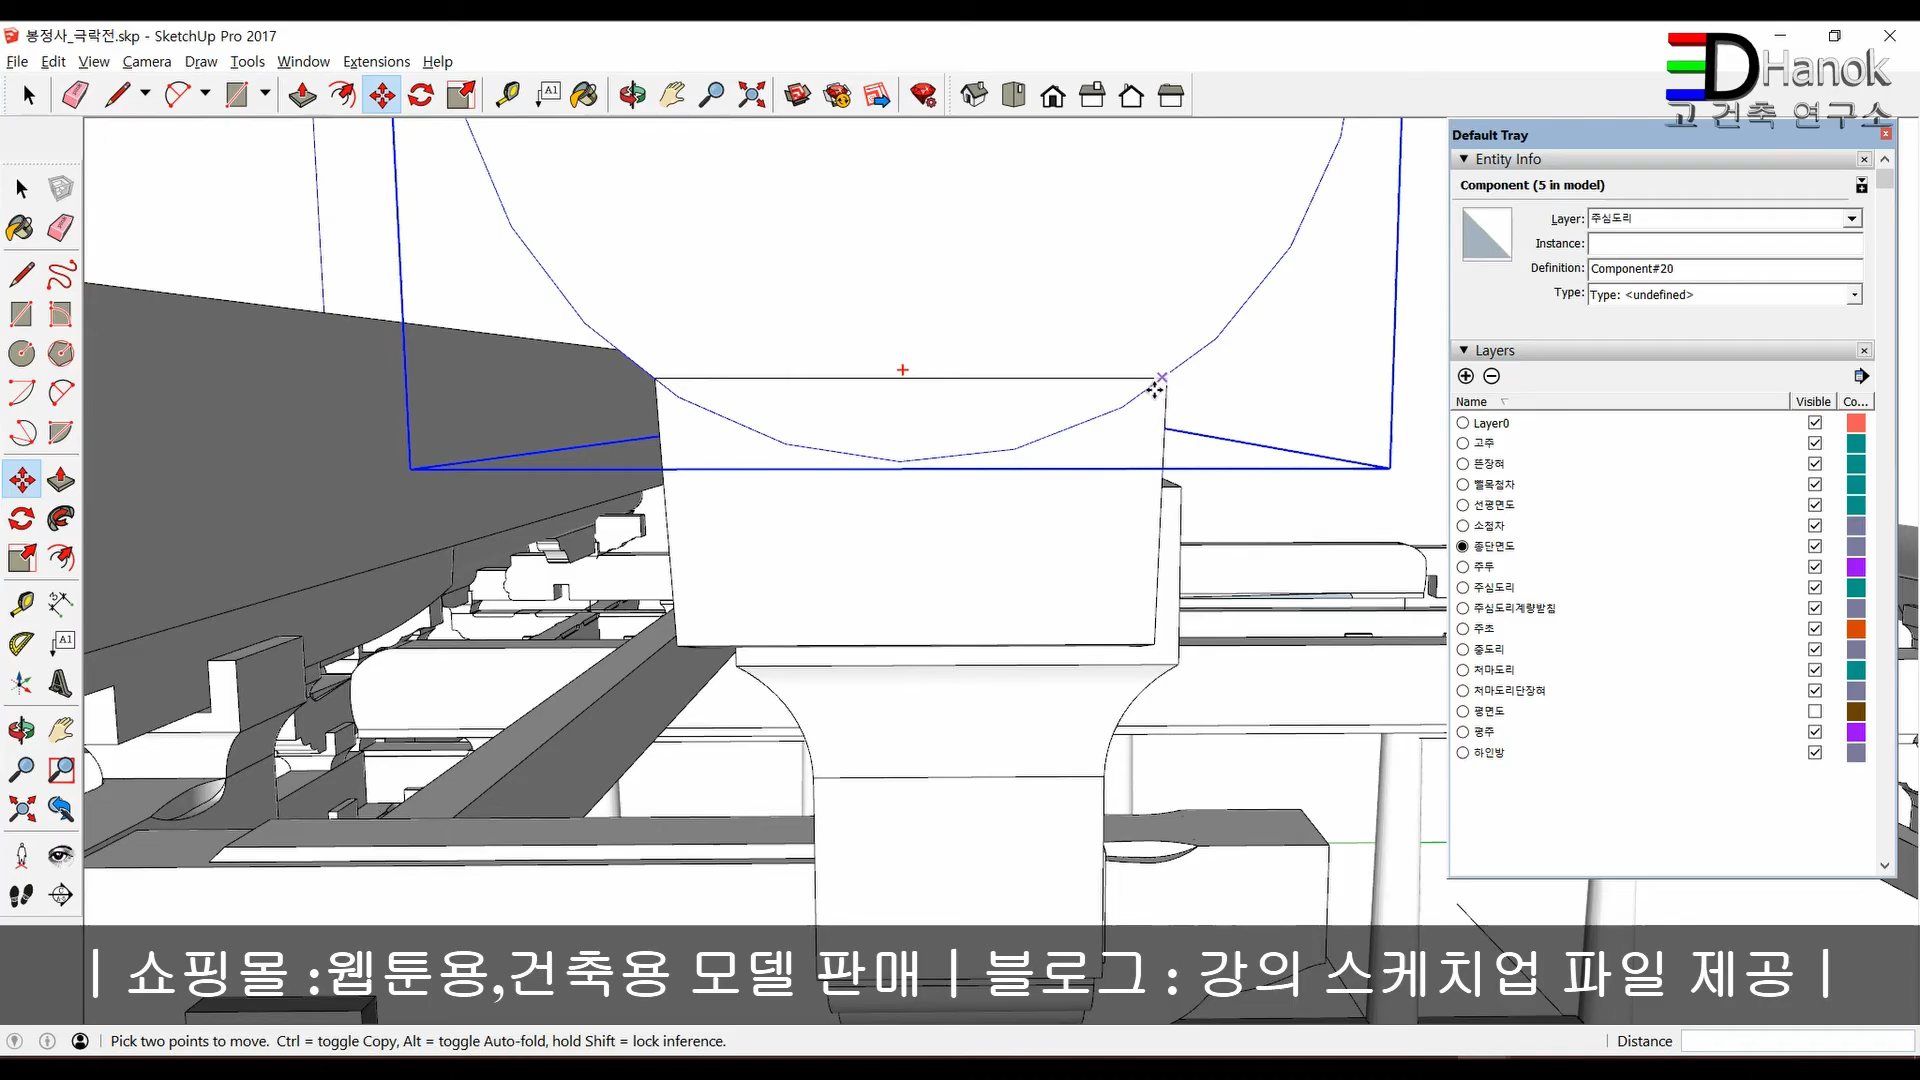 봉정사_극락전.skp - SketchUp Pro 2017
File Edit View Camera Draw Tools Window Extensions Help
DHanok
고 건축 연구소
Default Tray
Entity Info
Component (5 in model)
Layer: 주심도리
Instance:
Definition: Component#20
Type: Type: <undefined>
Layers
Name Visible Co...
Layer0
고주
뜬장혀
뺄목첨차
선평면도
소첨차
종단면도
주두
주심도리
주심도리계량받침
주초
중도리
처마도리
처마도리단장혀
평면도
평주
하인방
| 쇼핑몰 :웹툰용,건축용 모델 판매 | 블로그 : 강의 스케치업 파일 제공 |
Pick two points to move. Ctrl = toggle Copy, Alt = toggle Auto-fold, hold Shift = lock inference.
Distance